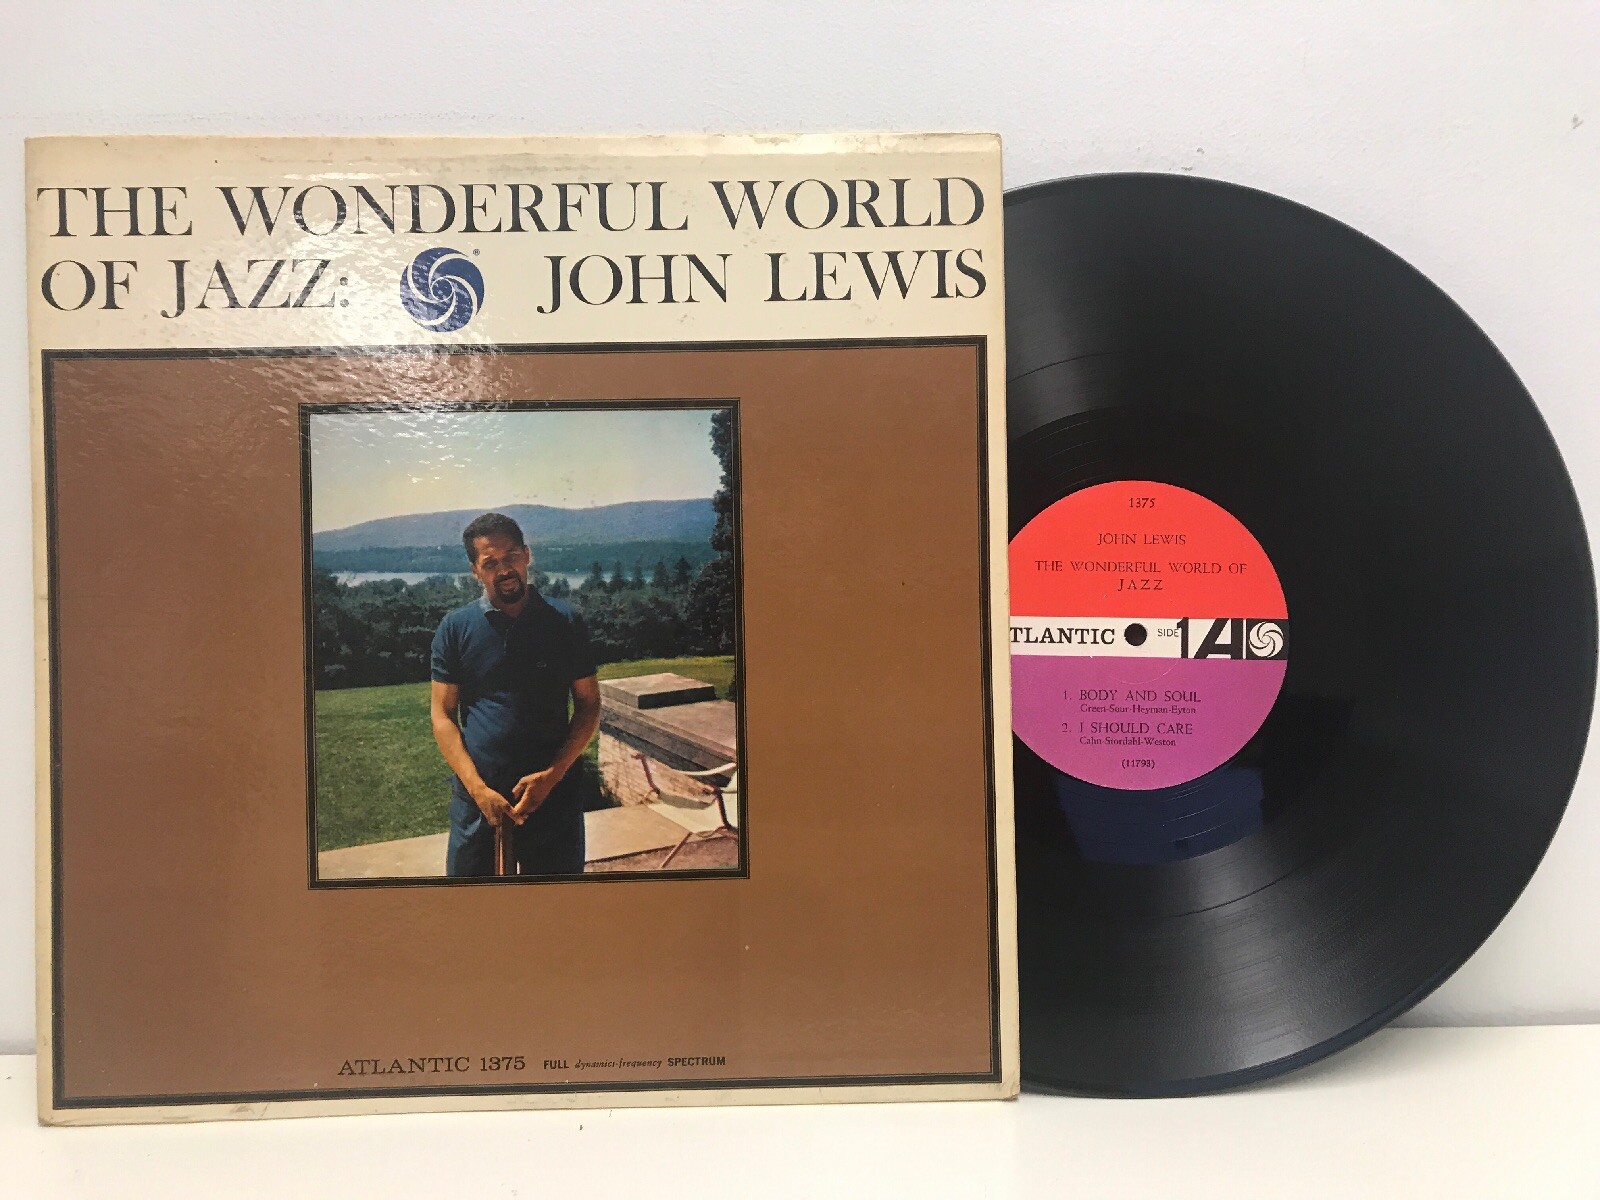 THE WONDERFUL WORLD
OF JAZZ: ® JOHN LEWIS
ATLANTIC 1375 FULL dynamics-frequency SPECTRUM
1375
JOHN LEWIS
THE WONDERFUL WORLD OF
JAZZ
TLANTIC SIDE 1 A
1. BODY AND SOUL
Green-Sour-Heyman-Eyton
2. I SHOULD CARE
Cahn-Stordahl-Weston
(11798)